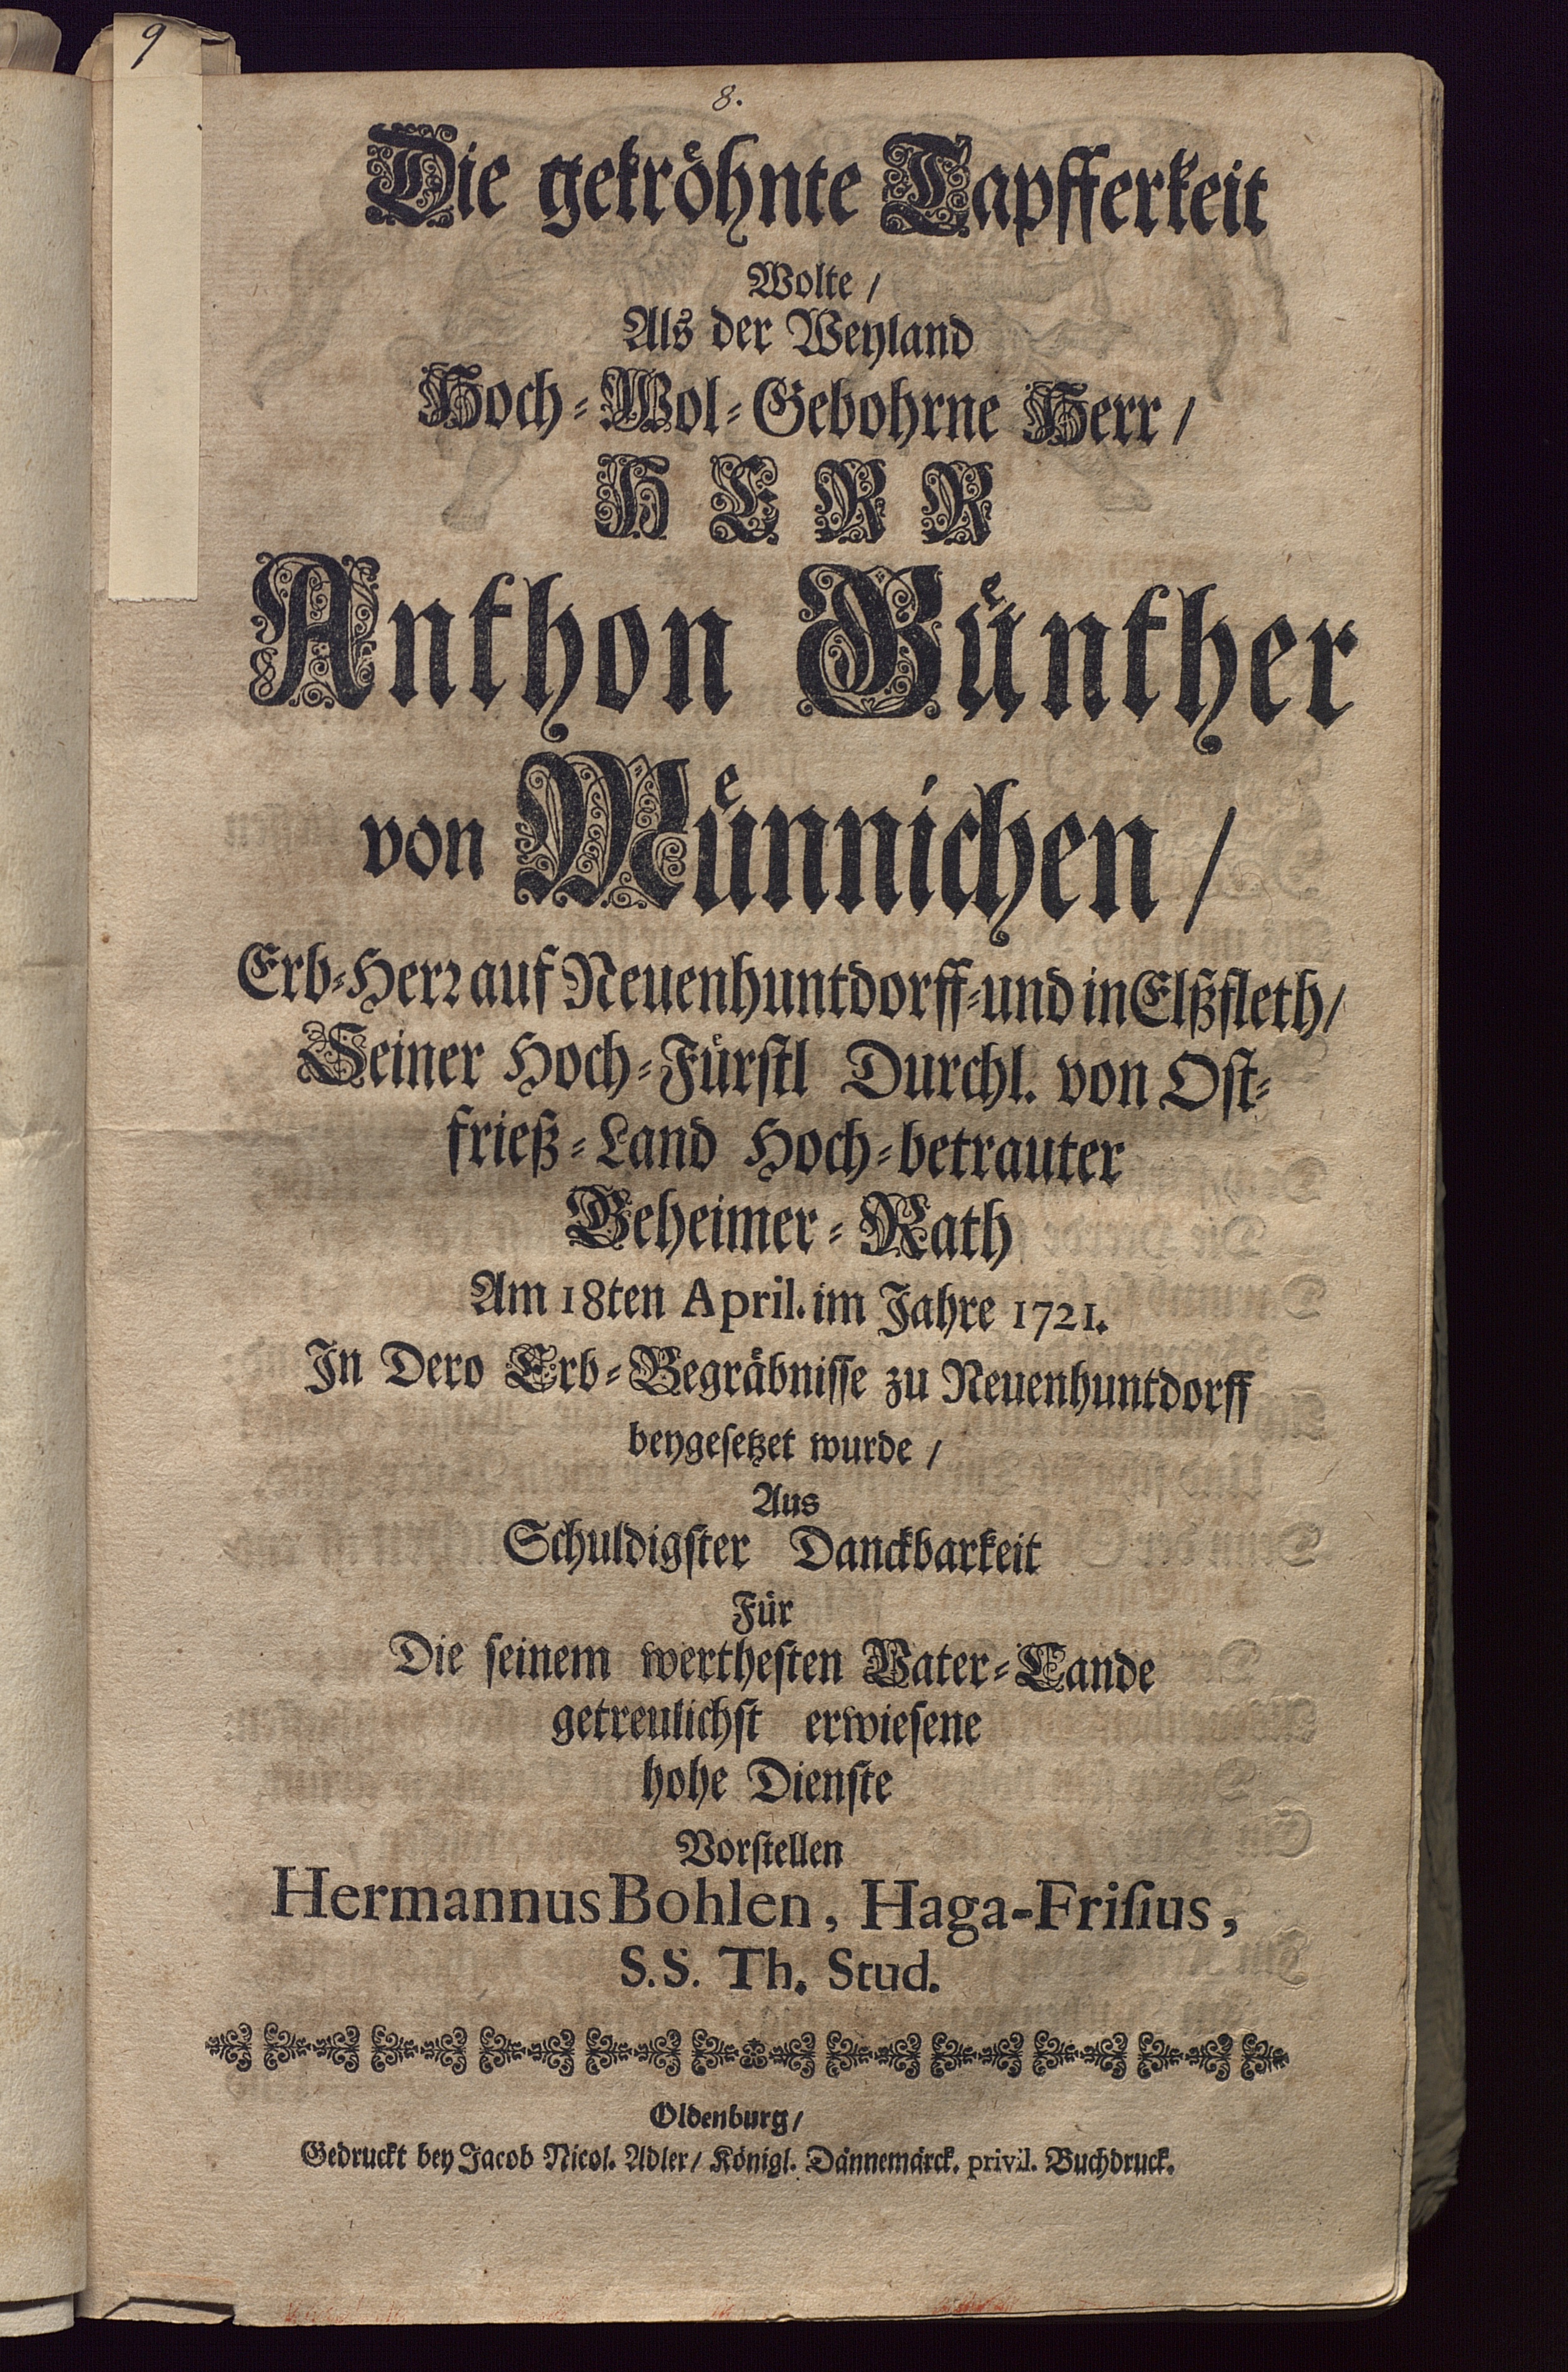 9
8.
Die gekröhnte Tapfferkeit
Wolte /
Als der Weyland
Hoch-Wol-Gebohrne Herr /
HERR
Anthon Günther
von Münnichen /
Erb-Herr auf Neuenhuntdorff-und in Elßfleth /
Seiner Hoch-Fürstl Durchl. von Ost-
frieß-Land Hoch-betrauter
Geheimer-Rath
Am 18ten April. im Jahre 1721.
In Dero Erb-Begräbnisse zu Neuenhuntdorff
beygesetzet wurde /
Aus
Schuldigster Danckbarkeit
Für
Die seinem werthesten Vater-Lande
getreulichst erwiesene
hohe Dienste
Vorstellen
Hermannus Bohlen, Haga-Friſius,
S.S. Th. Stud.
Oldenburg /
Gedruckt bey Jacob Nicol. Adler / Königl. Dännemärck. privil. Buchdruck.